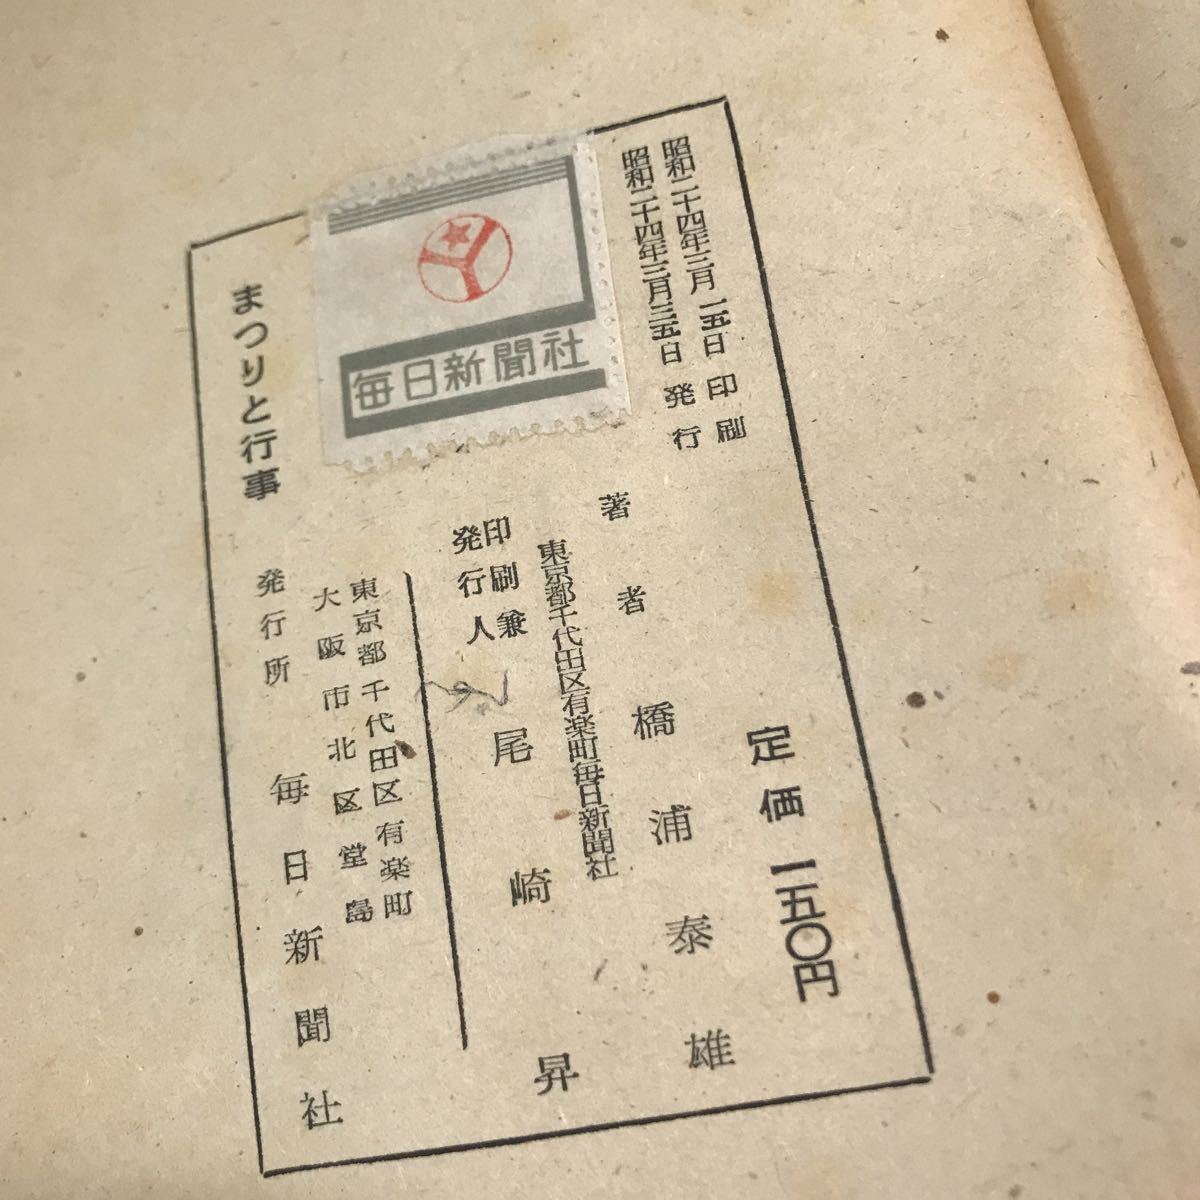 昭和二十四年三月一五日 印刷
昭和二十四年三月二五日 発行
定価 一五〇円
著者 橋浦泰雄
東京都千代田区有楽町毎日新聞社
印刷兼
発行人 尾崎昇
東京都千代田区有楽町
大阪市北区堂島
発行所 毎日新聞社
まつりと行事
毎日新聞社